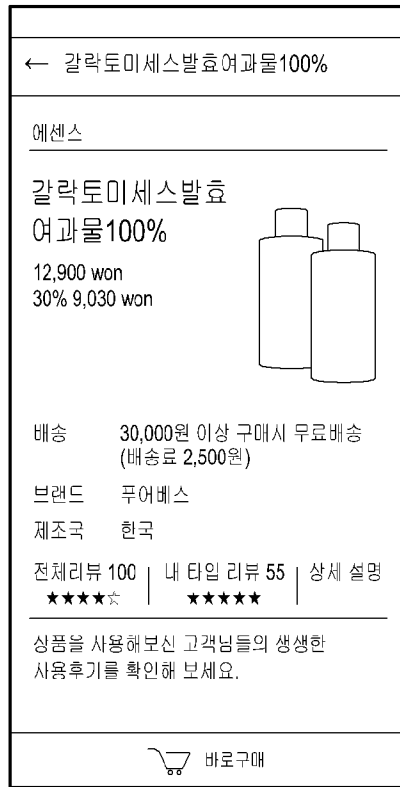 ← 갈락토미세스발효여과물100%
에센스
갈락토미세스발효
여과물100%
12,900 won
30% 9,030 won
배송 30,000원 이상 구매시 무료배송
(배송료 2,500원)
브랜드 푸어베스
제조국 한국
전체리뷰 100 | 내 타입 리뷰 55 | 상세 설명
★★★★☆ ★★★★★
상품을 사용해보신 고객님들의 생생한
사용후기를 확인해 보세요.
바로구매